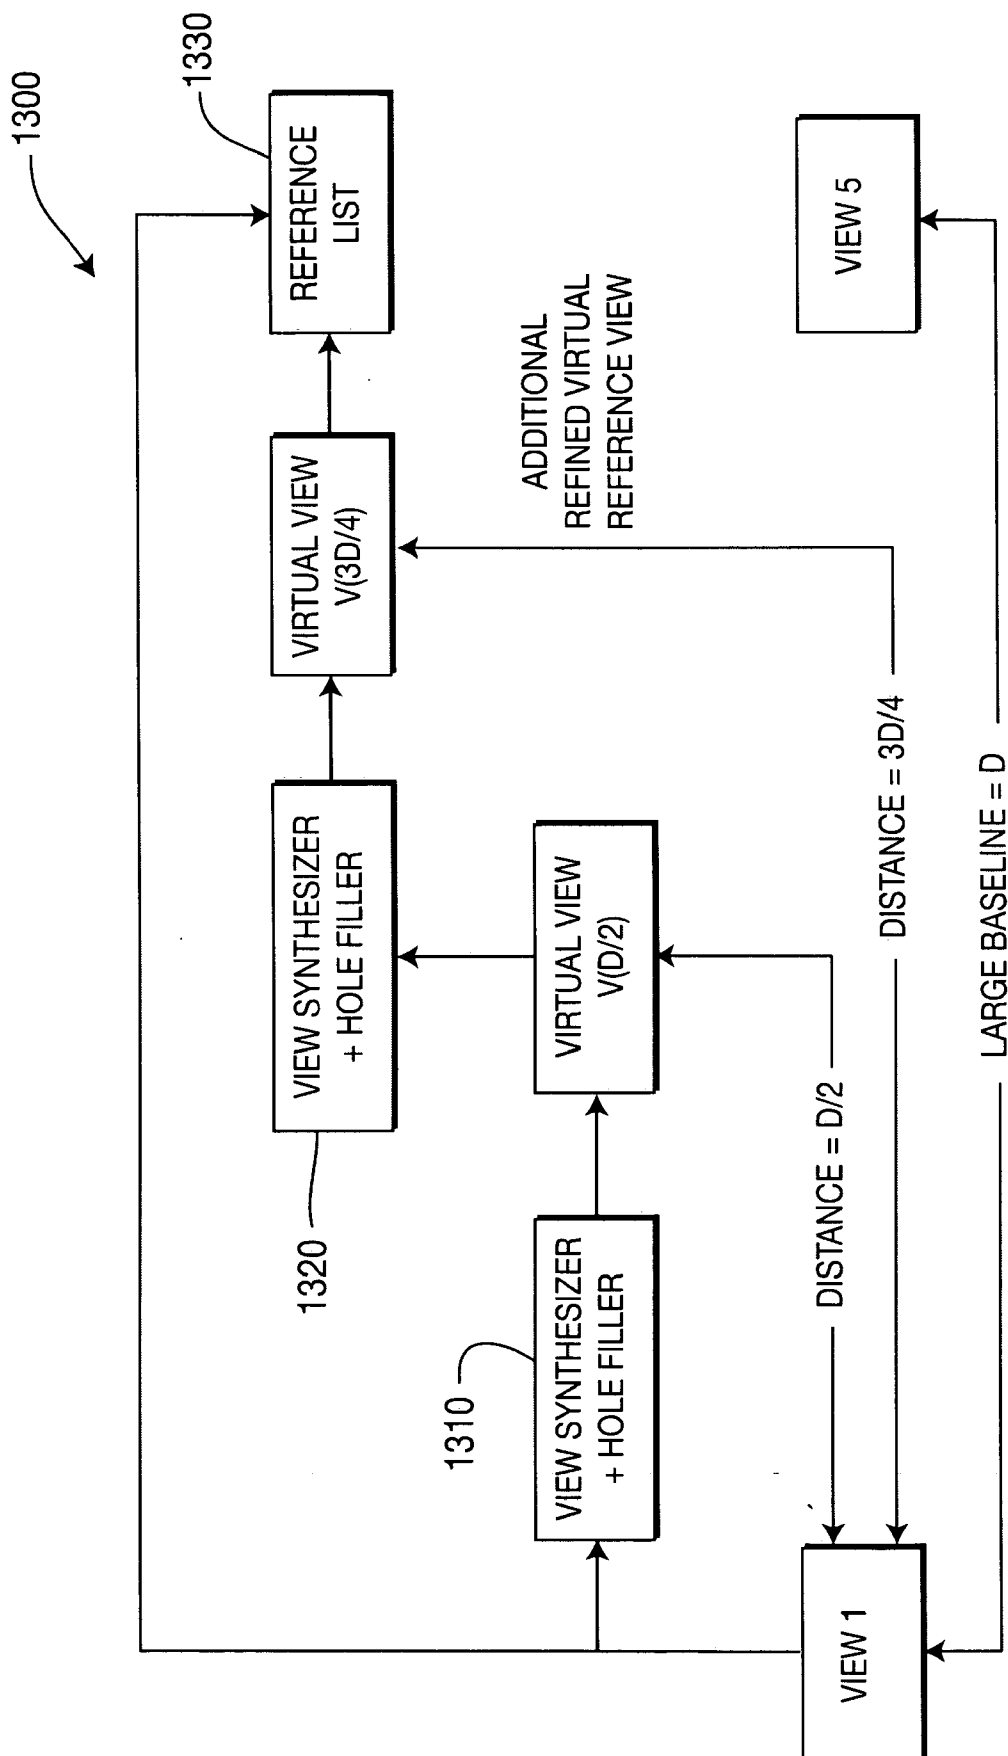 1300
1330
REFERENCE
LIST
VIRTUAL VIEW
V(3D/4)
VIEW SYNTHESIZER
+ HOLE FILLER
1320
ADDITIONAL
REFINED VIRTUAL
REFERENCE VIEW
VIRTUAL VIEW
V(D/2)
VIEW SYNTHESIZER
+ HOLE FILLER
1310
VIEW 1
VIEW 5
DISTANCE = D/2
DISTANCE = 3D/4
LARGE BASELINE = D